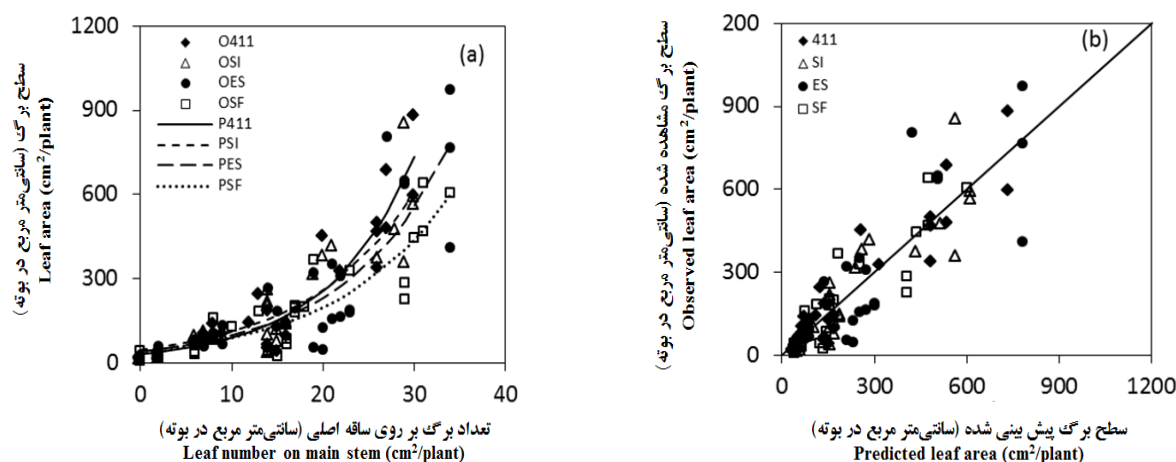 سطح برگ (سانتی‌متر مربع در بوته)
Leaf area (cm²/plant)
1200
900
600
300
0
(a)
O411
OSI
OES
OSF
P411
PSI
PES
PSF
0
10
20
30
40
تعداد برگ بر روی ساقه اصلی (سانتی‌متر مربع در بوته)
Leaf number on main stem (cm²/plant)
سطح برگ مشاهده شده (سانتی‌متر مربع در بوته)
Observed leaf area (cm²/plant)
200
900
600
300
0
(b)
411
SI
ES
SF
0
300
600
900
1200
سطح برگ پیش بینی شده (سانتی‌متر مربع در بوته)
Predicted leaf area (cm²/plant)